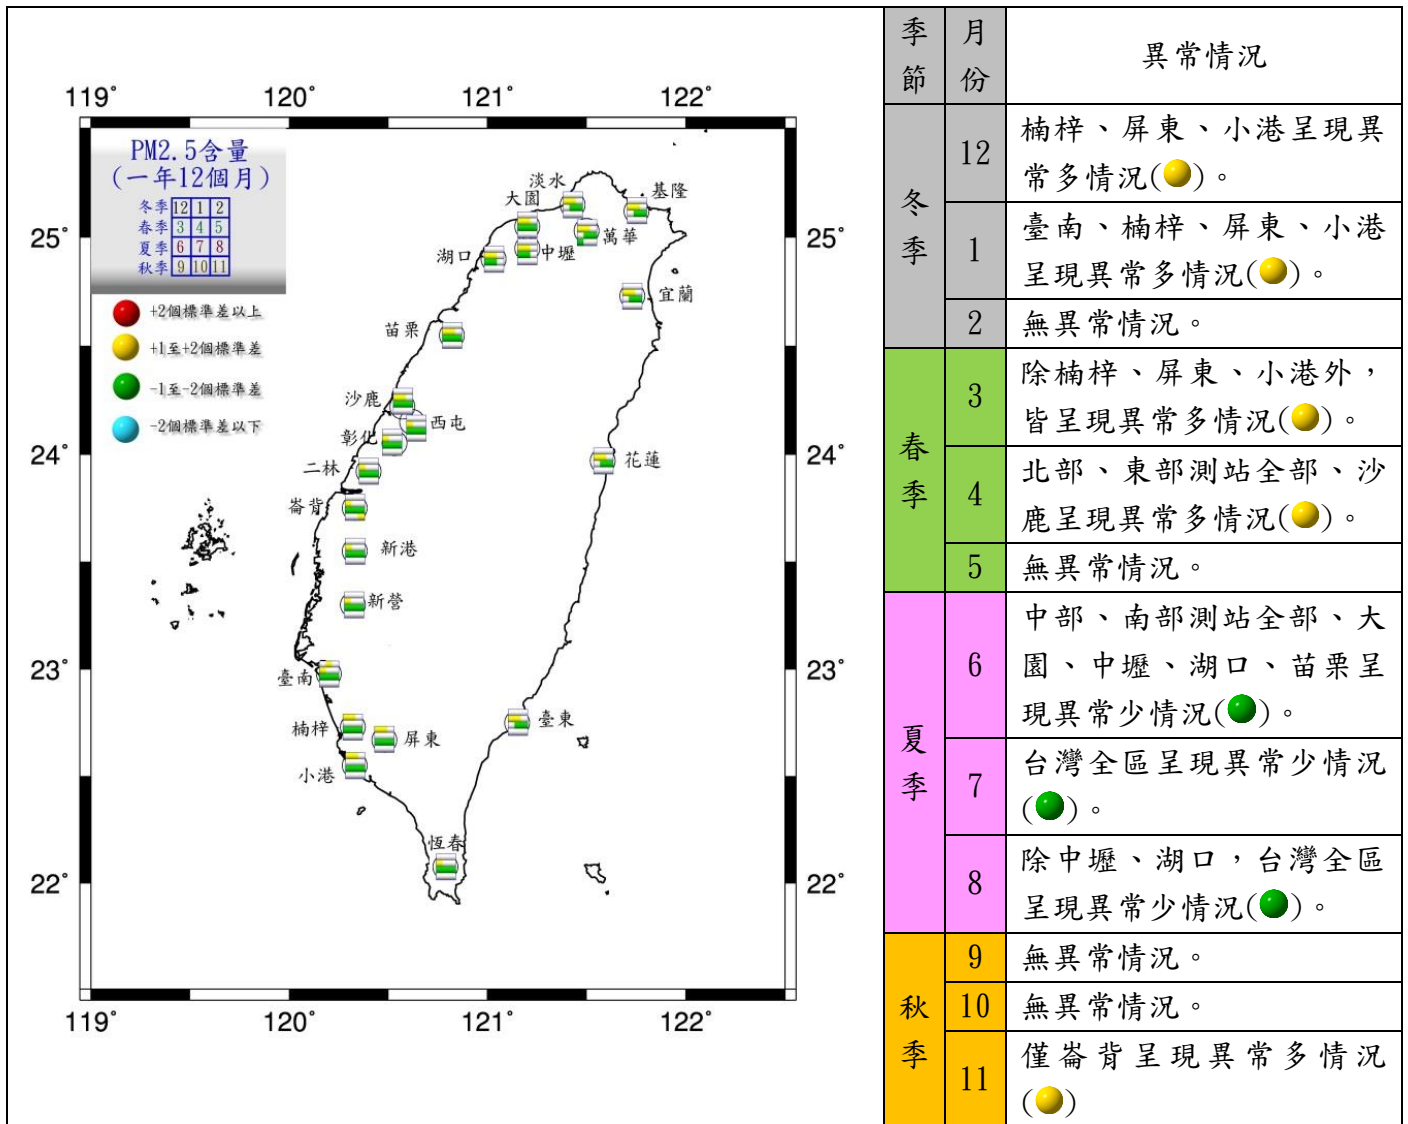 119°
120°
121°
122°
PM2.5含量
(一年12個月)
冬季 12 1 2
春季 3 4 5
夏季 6 7 8
秋季 9 10 11
+2個標準差以上
+1至+2個標準差
-1至-2個標準差
-2個標準差以下
25°
24°
23°
22°
淡水
大園
基隆
萬華
中壢
湖口
宜蘭
苗栗
沙鹿
西屯
彰化
二林
花蓮
崙背
新港
新營
臺南
楠梓
屏東
小港
臺東
恆春
25°
24°
23°
22°
119°
120°
121°
122°
季節
月份
異常情況
冬季
12
楠梓、屏東、小港呈現異
常多情況()。
1
臺南、楠梓、屏東、小港
呈現異常多情況()。
2
無異常情況。
春季
3
除楠梓、屏東、小港外，
皆呈現異常多情況()。
4
北部、東部測站全部、沙
鹿呈現異常多情況()。
5
無異常情況。
夏季
6
中部、南部測站全部、大
園、中壢、湖口、苗栗呈
現異常少情況()。
7
台灣全區呈現異常少情況
()。
8
除中壢、湖口，台灣全區
呈現異常少情況()。
秋季
9
無異常情況。
10
無異常情況。
11
僅崙背呈現異常多情況
()